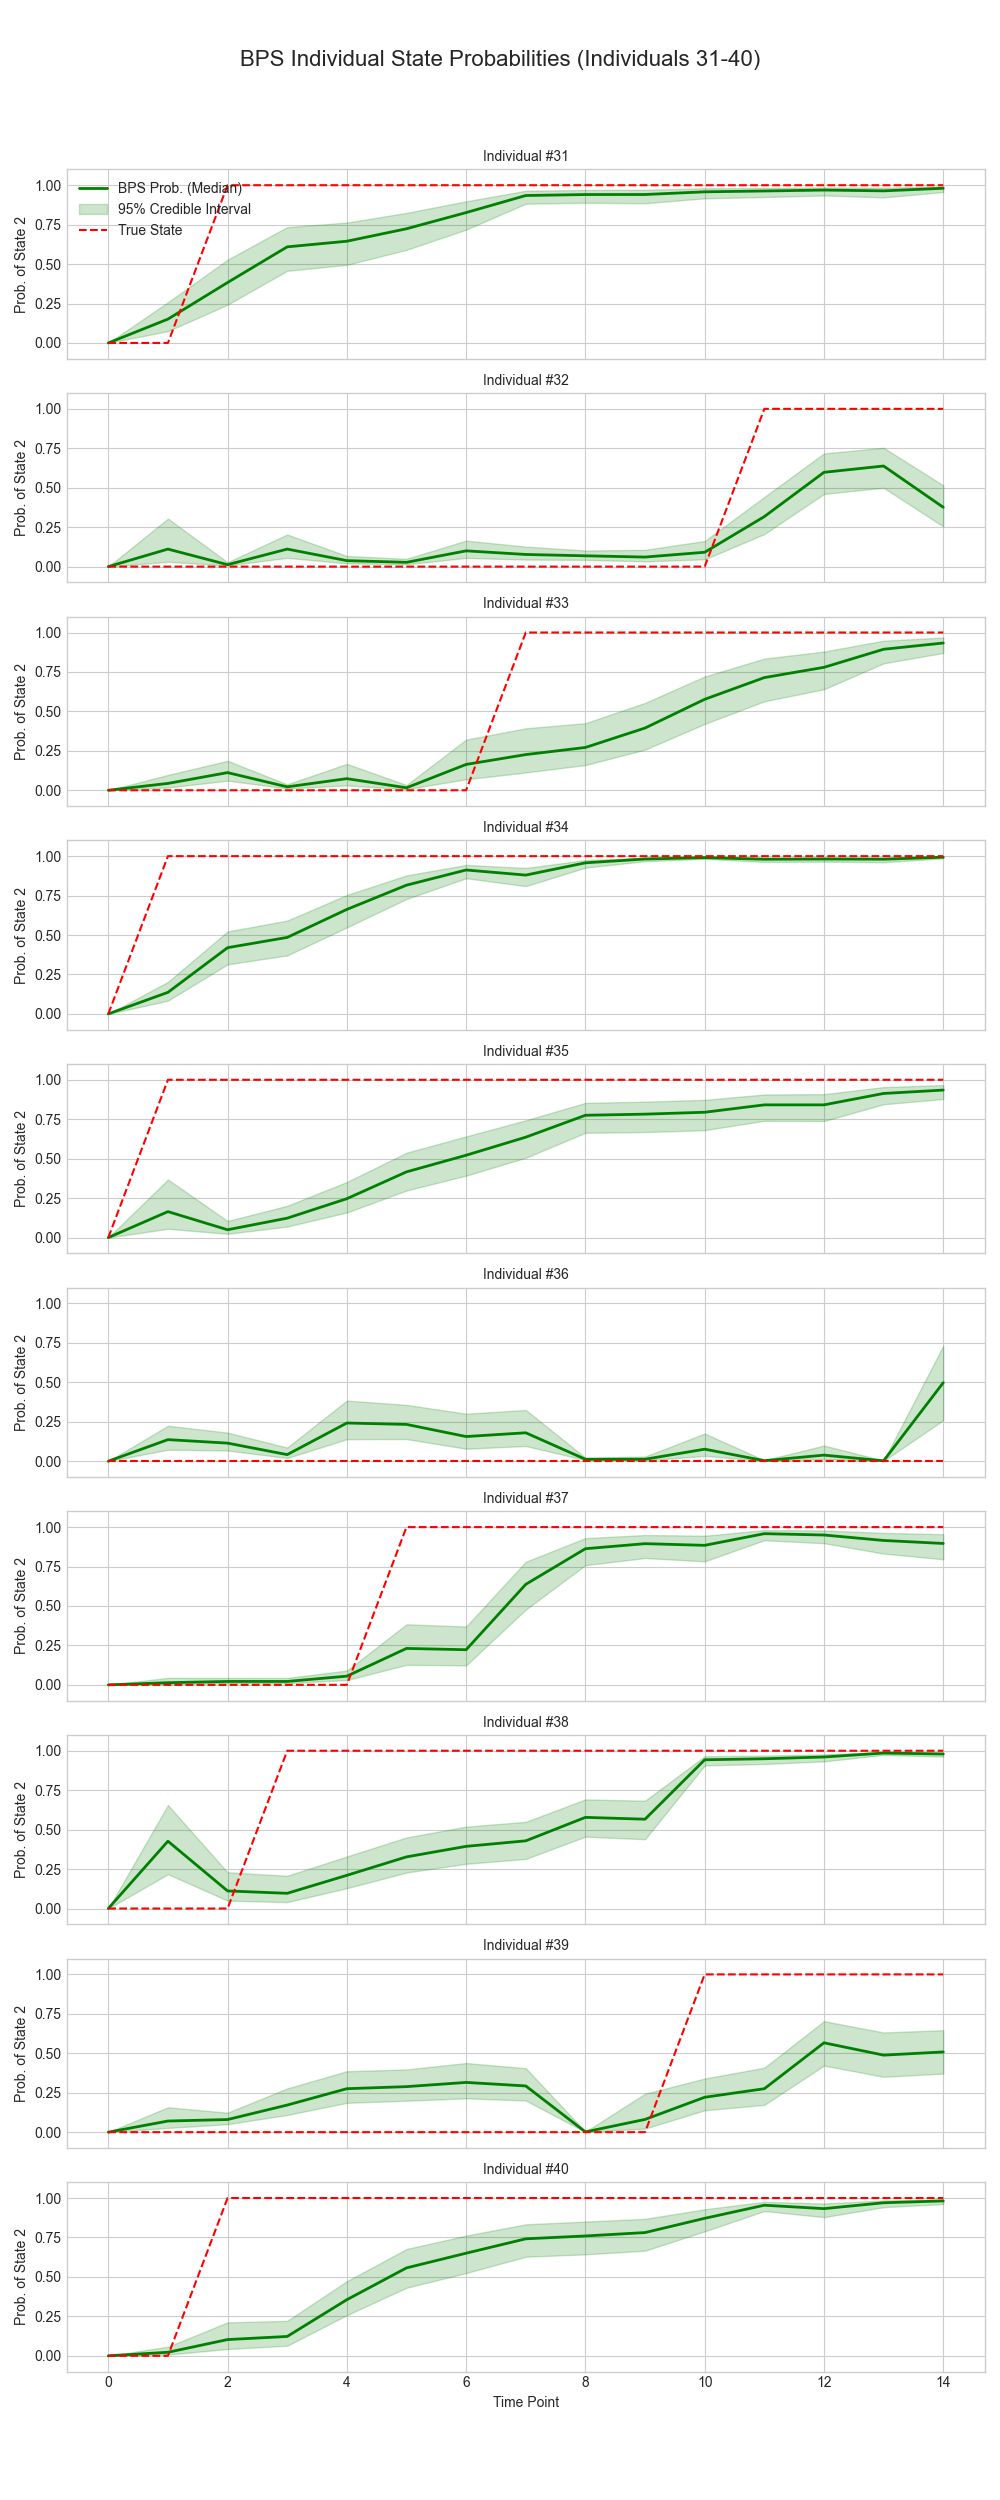 BPS Individual State Probabilities (Individuals 31-40)
Individual #31
BPS Prob. (Median)
95% Credible Interval
True State
Prob. of State 2
1.00
0.75
0.50
0.25
0.00
Individual #32
Prob. of State 2
1.00
0.75
0.50
0.25
0.00
Individual #33
Prob. of State 2
1.00
0.75
0.50
0.25
0.00
Individual #34
Prob. of State 2
1.00
0.75
0.50
0.25
0.00
Individual #35
Prob. of State 2
1.00
0.75
0.50
0.25
0.00
Individual #36
Prob. of State 2
1.00
0.75
0.50
0.25
0.00
Individual #37
Prob. of State 2
1.00
0.75
0.50
0.25
0.00
Individual #38
Prob. of State 2
1.00
0.75
0.50
0.25
0.00
Individual #39
Prob. of State 2
1.00
0.75
0.50
0.25
0.00
Individual #40
Prob. of State 2
1.00
0.75
0.50
0.25
0.00
0 2 4 6 8 10 12 14
Time Point